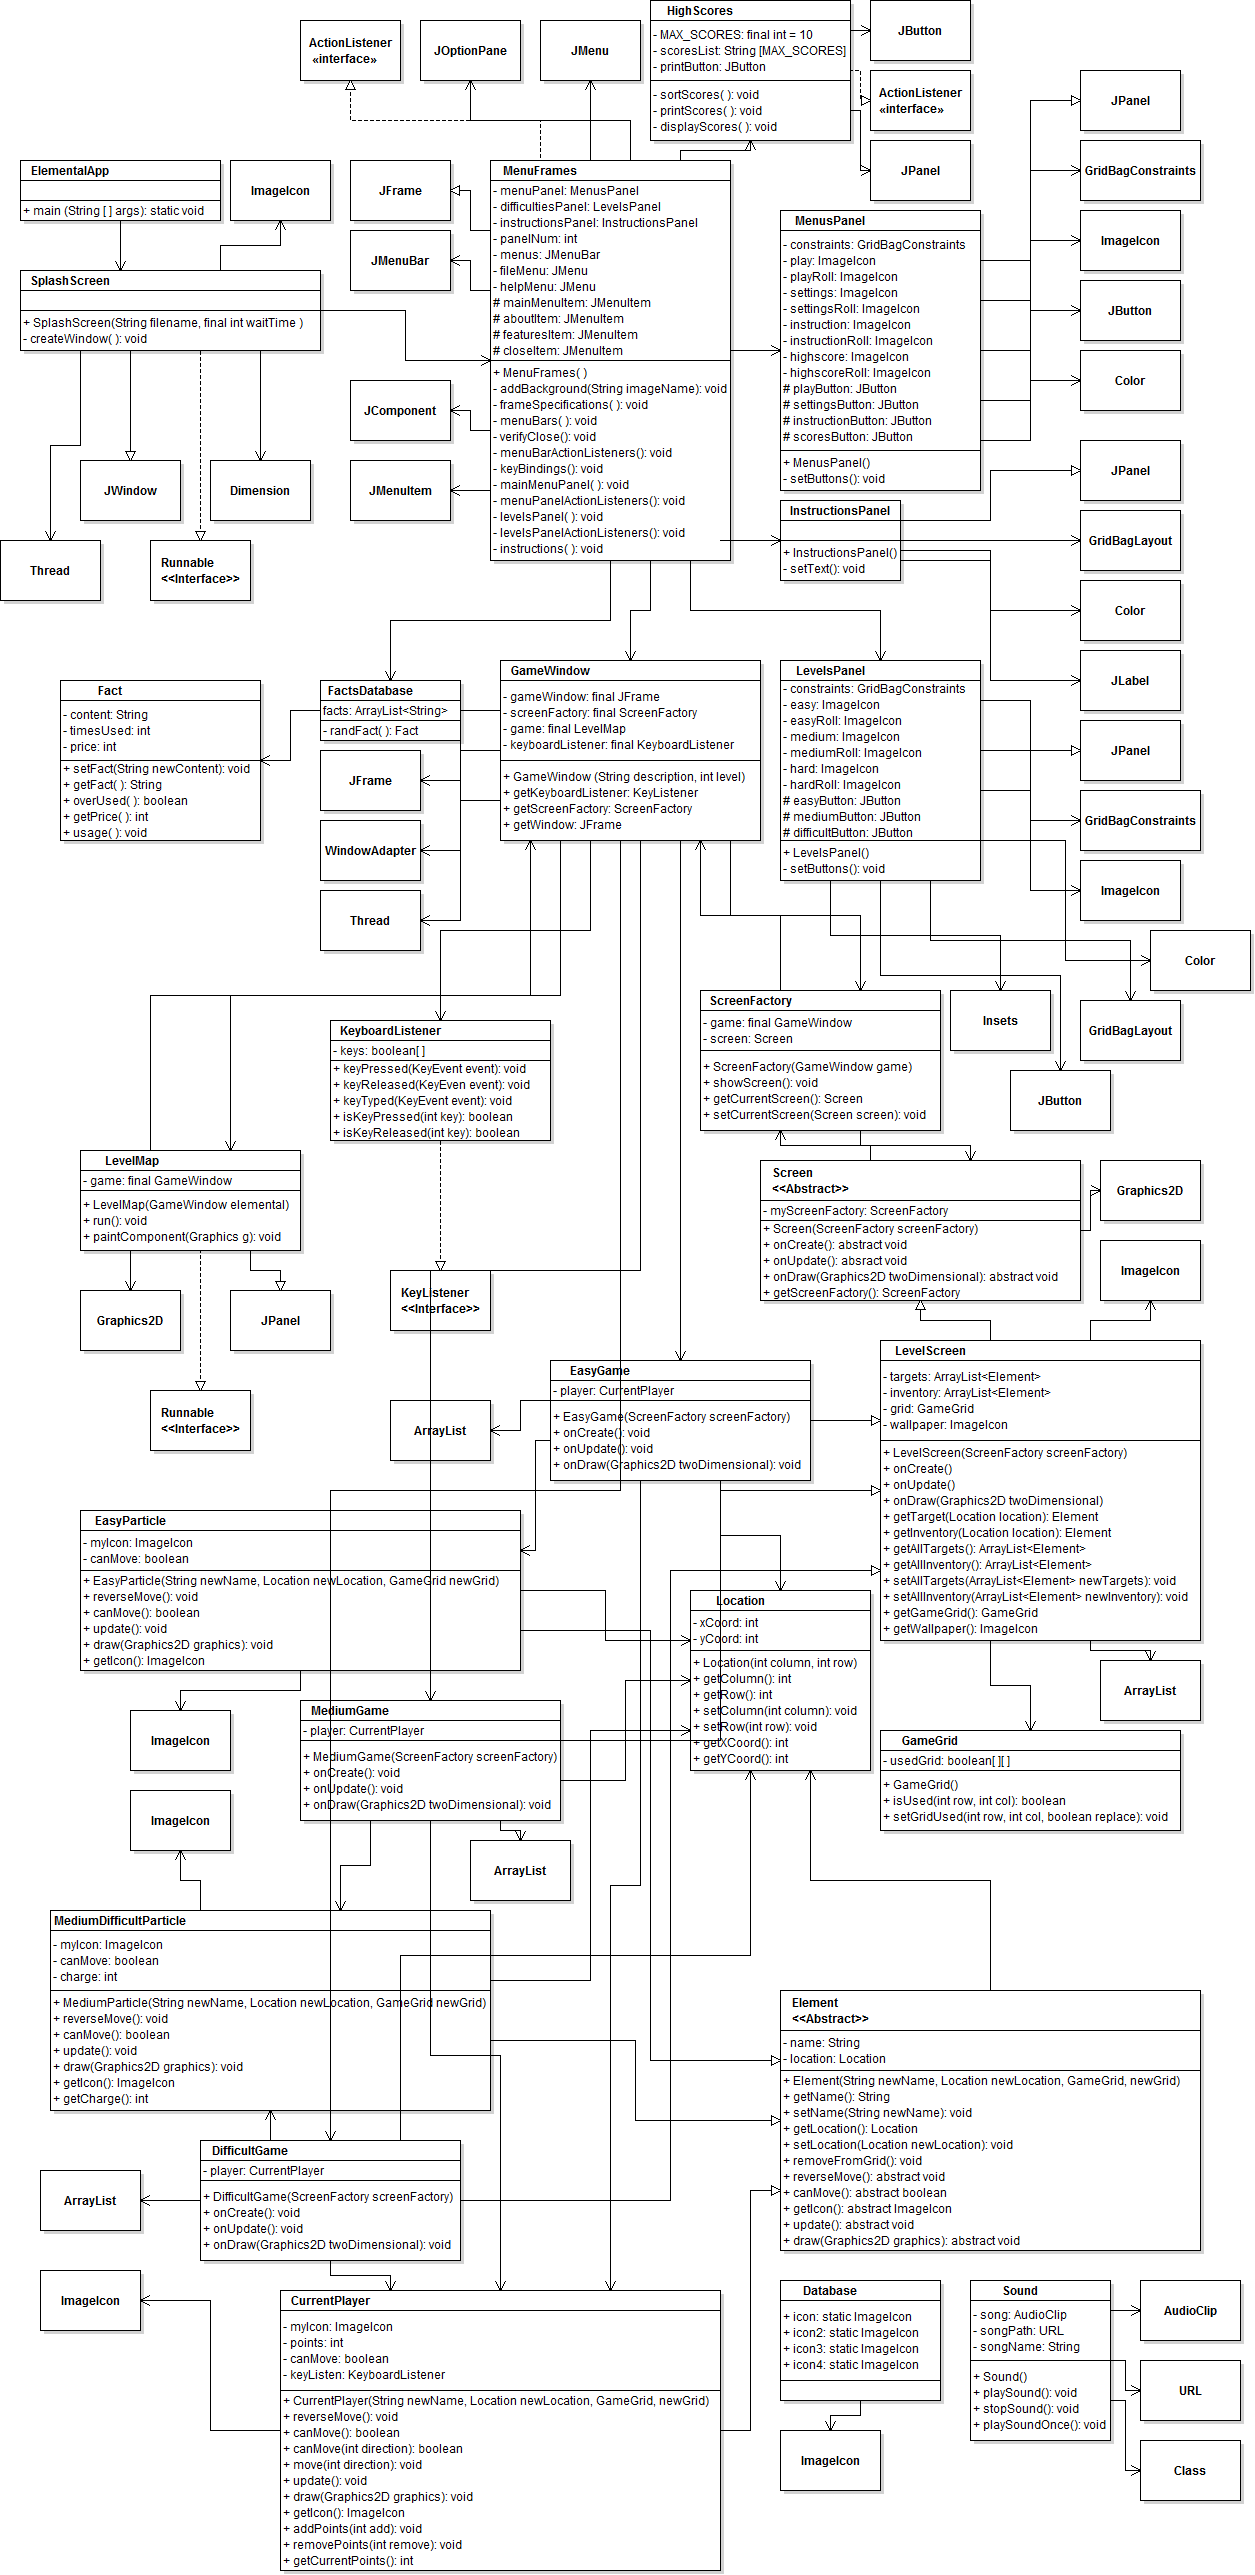 HighScores
- MAX_SCORES: final int = 10
- scoresList: String [MAX_SCORES]
- printButton: JButton
- sortScores( ): void
- printScores( ): void
- displayScores( ): void
JButton
ActionListener
«interface»
JPanel
ActionListener
«interface»
JOptionPane
JMenu
ElementalApp
+ main (String [ ] args): static void
ImageIcon
SplashScreen
+ SplashScreen(String filename, final int waitTime )
- createWindow( ): void
JWindow
Dimension
Thread
Runnable
<<Interface>>
JFrame
JMenuBar
JComponent
JMenuItem
MenuFrames
- menuPanel: MenusPanel
- difficultiesPanel: LevelsPanel
- instructionsPanel: InstructionsPanel
- panelNum: int
- menus: JMenuBar
- fileMenu: JMenu
- helpMenu: JMenu
# mainMenuItem: JMenuItem
# aboutItem: JMenuItem
# featuresItem: JMenuItem
# closeItem: JMenuItem
+ MenuFrames( )
- addBackground(String imageName): void
- frameSpecifications( ): void
- menuBars( ): void
- verifyClose(): void
- menuBarActionListeners(): void
- keyBindings(): void
- mainMenuPanel( ): void
- menuPanelActionListeners(): void
- levelsPanel( ): void
- levelsPanelActionListeners(): void
- instructions( ): void
MenusPanel
- constraints: GridBagConstraints
- play: ImageIcon
- playRoll: ImageIcon
- settings: ImageIcon
- settingsRoll: ImageIcon
- instruction: ImageIcon
- instructionRoll: ImageIcon
- highscore: ImageIcon
- highscoreRoll: ImageIcon
# playButton: JButton
# settingsButton: JButton
# instructionButton: JButton
# scoresButton: JButton
+ MenusPanel()
- setButtons(): void
JPanel
GridBagConstraints
ImageIcon
JButton
Color
InstructionsPanel
+ InstructionsPanel()
- setText(): void
JPanel
GridBagLayout
Color
JLabel
Fact
- content: String
- timesUsed: int
- price: int
+ setFact(String newContent): void
+ getFact( ): String
+ overUsed( ): boolean
+ getPrice( ): int
+ usage( ): void
FactsDatabase
facts: ArrayList<String>
- randFact( ): Fact
JFrame
WindowAdapter
Thread
GameWindow
- gameWindow: final JFrame
- screenFactory: final ScreenFactory
- game: final LevelMap
- keyboardListener: final KeyboardListener
+ GameWindow (String description, int level)
+ getKeyboardListener: KeyListener
+ getScreenFactory: ScreenFactory
+ getWindow: JFrame
LevelsPanel
- constraints: GridBagConstraints
- easy: ImageIcon
- easyRoll: ImageIcon
- medium: ImageIcon
- mediumRoll: ImageIcon
- hard: ImageIcon
- hardRoll: ImageIcon
# easyButton: JButton
# mediumButton: JButton
# difficultButton: JButton
+ LevelsPanel()
- setButtons(): void
JPanel
GridBagConstraints
ImageIcon
Color
Insets
GridBagLayout
JButton
KeyboardListener
- keys: boolean[ ]
+ keyPressed(KeyEvent event): void
+ keyReleased(KeyEven event): void
+ keyTyped(KeyEvent event): void
+ isKeyPressed(int key): boolean
+ isKeyReleased(int key): boolean
ScreenFactory
- game: final GameWindow
- screen: Screen
+ ScreenFactory(GameWindow game)
+ showScreen(): void
+ getCurrentScreen(): Screen
+ setCurrentScreen(Screen screen): void
LevelMap
- game: final GameWindow
+ LevelMap(GameWindow elemental)
+ run(): void
+ paintComponent(Graphics g): void
Graphics2D
JPanel
Runnable
<<Interface>>
KeyListener
<<Interface>>
Screen
<<Abstract>>
- myScreenFactory: ScreenFactory
+ Screen(ScreenFactory screenFactory)
+ onCreate(): abstract void
+ onUpdate(): absract void
+ onDraw(Graphics2D twoDimensional): abstract void
+ getScreenFactory: ScreenFactory
Graphics2D
ImageIcon
EasyGame
- player: CurrentPlayer
+ EasyGame(ScreenFactory screenFactory)
+ onCreate(): void
+ onUpdate(): void
+ onDraw(Graphics2D twoDimensional): void
ArrayList
LevelScreen
- targets: ArrayList<Element>
- inventory: ArrayList<Element>
- grid: GameGrid
- wallpaper: ImageIcon
+ LevelScreen(ScreenFactory screenFactory)
+ onCreate()
+ onUpdate()
+ onDraw(Graphics2D twoDimensional)
+ getTarget(Location location): Element
+ getInventory(Location location): Element
+ getAllTargets(): ArrayList<Element>
+ getAllInventory(): ArrayList<Element>
+ setAllTargets(ArrayList<Element> newTargets): void
+ setAllInventory(ArrayList<Element> newInventory): void
+ getGameGrid(): GameGrid
+ getWallpaper(): ImageIcon
ArrayList
EasyParticle
- myIcon: ImageIcon
- canMove: boolean
+ EasyParticle(String newName, Location newLocation, GameGrid newGrid)
+ reverseMove(): void
+ canMove(): boolean
+ update(): void
+ draw(Graphics2D graphics): void
+ getIcon(): ImageIcon
ImageIcon
Location
- xCoord: int
- yCoord: int
+ Location(int column, int row)
+ getColumn(): int
+ getRow(): int
+ setColumn(int column): void
+ setRow(int row): void
+ getXCoord(): int
+ getYCoord(): int
MediumGame
- player: CurrentPlayer
+ MediumGame(ScreenFactory screenFactory)
+ onCreate(): void
+ onUpdate(): void
+ onDraw(Graphics2D twoDimensional): void
ArrayList
ImageIcon
GameGrid
- usedGrid: boolean[ ][ ]
+ GameGrid()
+ isUsed(int row, int col): boolean
+ setGridUsed(int row, int col, boolean replace): void
MediumDifficultParticle
- myIcon: ImageIcon
- canMove: boolean
- charge: int
+ MediumParticle(String newName, Location newLocation, GameGrid newGrid)
+ reverseMove(): void
+ canMove(): boolean
+ update(): void
+ draw(Graphics2D graphics): void
+ getIcon(): ImageIcon
+ getCharge(): int
Element
<<Abstract>>
- name: String
- location: Location
+ Element(String newName, Location newLocation, GameGrid, newGrid)
+ getName(): String
+ setName(String newName): void
+ getLocation(): Location
+ setLocation(Location newLocation): void
+ removeFromGrid(): void
+ reverseMove(): abstract void
+ canMove(): abstract boolean
+ getIcon(): abstract ImageIcon
+ update(): abstract void
+ draw(Graphics2D graphics): abstract void
DifficultGame
- player: CurrentPlayer
+ DifficultGame(ScreenFactory screenFactory)
+ onCreate(): void
+ onUpdate(): void
+ onDraw(Graphics2D twoDimensional): void
ArrayList
ImageIcon
CurrentPlayer
- myIcon: ImageIcon
- points: int
- canMove: boolean
- keyListen: KeyboardListener
+ CurrentPlayer(String newName, Location newLocation, GameGrid, newGrid)
+ reverseMove(): void
+ canMove(): boolean
+ canMove(int direction): boolean
+ move(int direction): void
+ update(): void
+ draw(Graphics2D graphics): void
+ getIcon(): ImageIcon
+ addPoints(int add): void
+ removePoints(int remove): void
+ getCurrentPoints(): int
Database
+ icon: static ImageIcon
+ icon2: static ImageIcon
+ icon3: static ImageIcon
+ icon4: static ImageIcon
ImageIcon
Sound
- song: AudioClip
- songPath: URL
- songName: String
+ Sound()
+ playSound(): void
+ stopSound(): void
+ playSoundOnce(): void
AudioClip
URL
Class